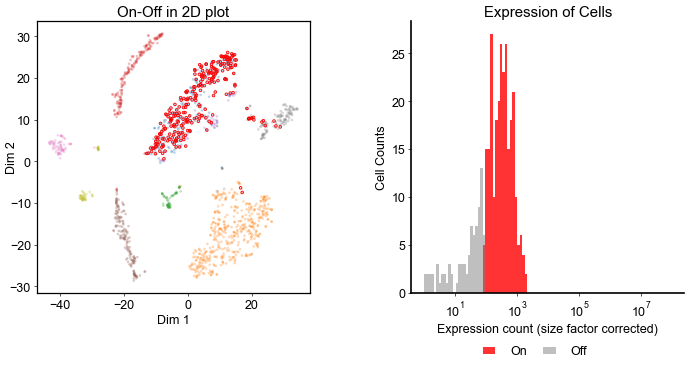 On-Off in 2D plot
Dim 2
30
20
10
0
−10
−20
−30
−40
−20
0
20
Dim 1
Expression of Cells
Cell Counts
25
20
15
10
5
0
10^1
10^3
10^5
10^7
Expression count (size factor corrected)
On
Off